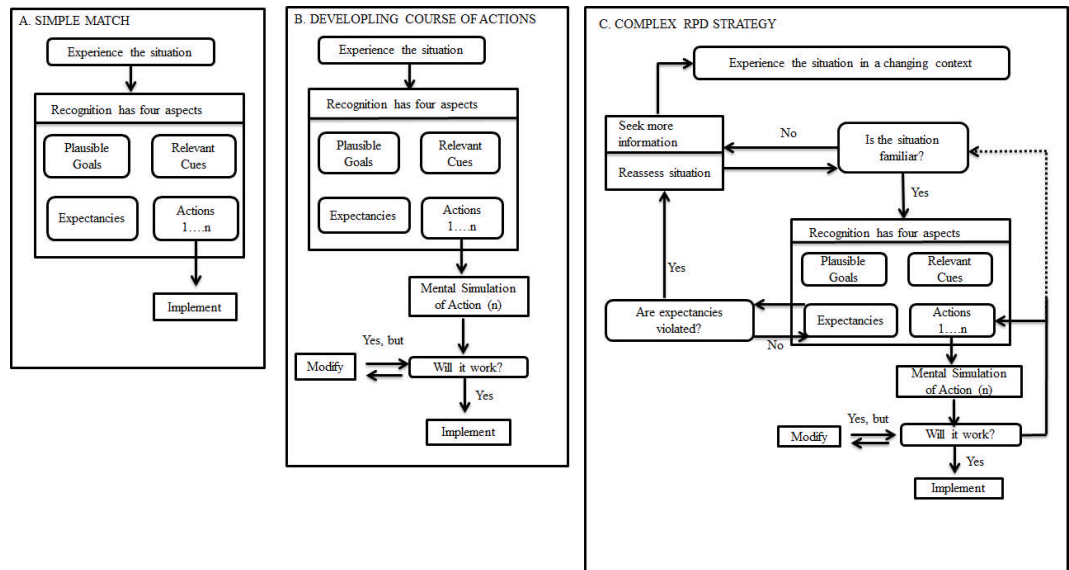 A. SIMPLE MATCH
Experience the situation
Recognition has four aspects
Plausible
Goals
Relevant
Cues
Expectancies
Actions
1....n
Implement
B. DEVELOPLING COURSE OF ACTIONS
Experience the situation
Recognition has four aspects
Plausible
Goals
Relevant
Cues
Expectancies
Actions
1....n
Mental Simulation
of Action (n)
Yes, but
Modify
Will it work?
Yes
Implement
C. COMPLEX RPD STRATEGY
Experience the situation in a changing context
Seek more
information
No
Is the situation
familiar?
Reassess situation
Yes
Recognition has four aspects
Plausible
Goals
Relevant
Cues
Yes
Are expectancies
violated?
Expectancies
Actions
1....n
No
Mental Simulation
of Action (n)
Yes, but
Modify
Will it work?
Yes
Implement